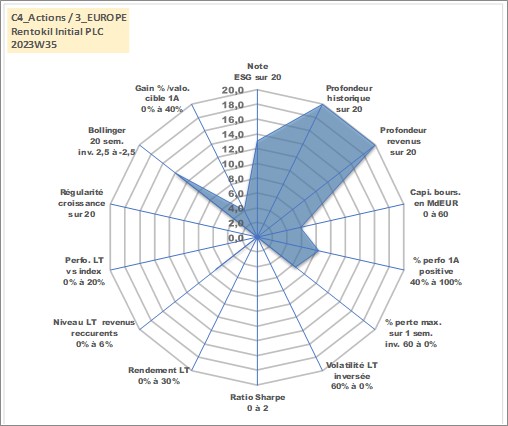 C4_Actions / 3_EUROPE
Rentokil Initial PLC
2023W35
Note
ESG sur 20
Profondeur
historique
sur 20
Profondeur
revenus
sur 20
Capi. bours.
en MdEUR
0 à 60
% perfo 1A
positive
40% à 100%
% perte max.
sur 1 sem.
inv. 60 à 0%
Volatilité LT
inversée
60% à 0%
Ratio Sharpe
0 à 2
Rendement LT
0% à 30%
Niveau LT revenus
reccurents
0% à 6%
Perfo. LT
vs index
0% à 20%
Régularité
croissance
sur 20
Bollinger
20 sem.
inv. 2,5 à -2,5
Gain % /valo.
cible 1A
0% à 40%
20,0
18,0
16,0
14,0
12,0
10,0
8,0
6,0
4,0
2,0
0,0